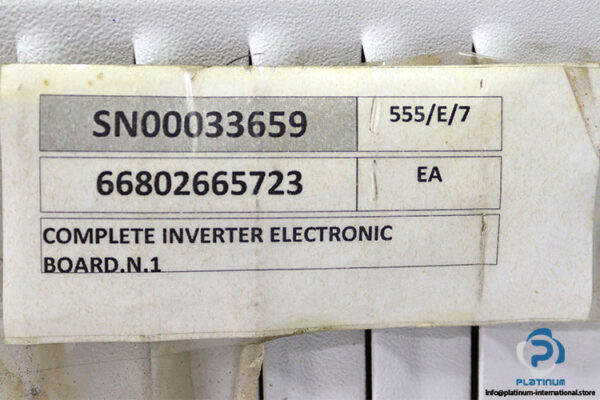 SN00033659 555/E/7
66802665723 EA
COMPLETE INVERTER ELECTRONIC
BOARD.N.1
PLATINUM
info@platinum-international.store